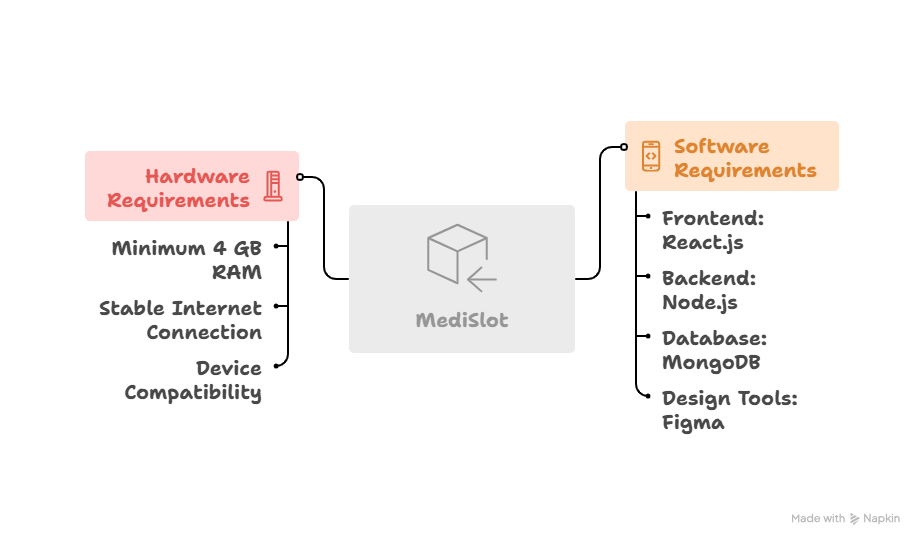 Hardware
Requirements
Minimum 4 GB
RAM
Stable Internet
Connection
Device
Compatibility
MediSlot
Software
Requirements
Frontend:
React.js
Backend:
Node.js
Database:
MongoDB
Design Tools:
Figma
Made with Napkin